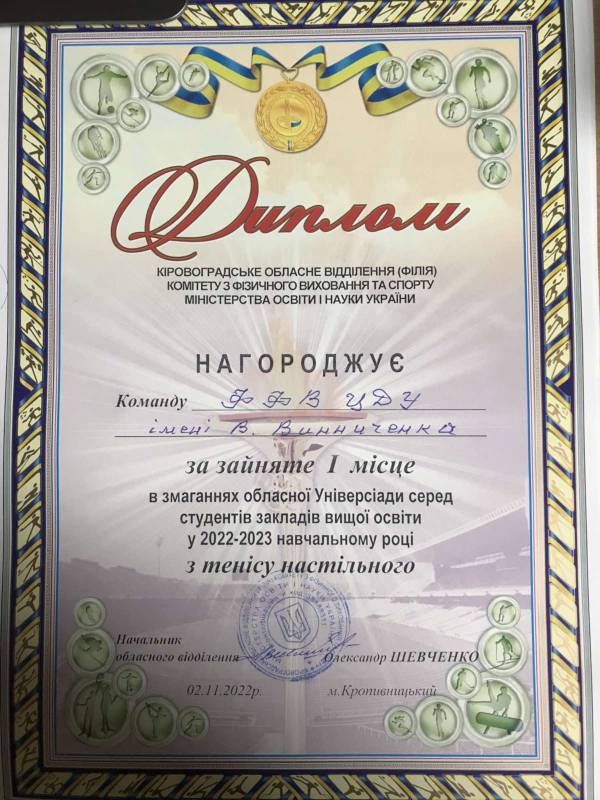 Диплом
КІРОВОГРАДСЬКЕ ОБЛАСНЕ ВІДДІЛЕННЯ (ФІЛІЯ)
КОМІТЕТУ З ФІЗИЧНОГО ВИХОВАННЯ ТА СПОРТУ
МІНІСТЕРСТВА ОСВІТИ І НАУКИ УКРАЇНИ
НАГОРОДЖУЄ
Команду ФФВ ЦДУ
імені В. Винниченка
за зайняте I місце
в змаганнях обласної Універсіади серед
студентів закладів вищої освіти
у 2022-2023 навчальному році
з тенісу настільного
Начальник
обласного відділення Олександр ШЕВЧЕНКО
02.11.2022р. м.Кропивницький